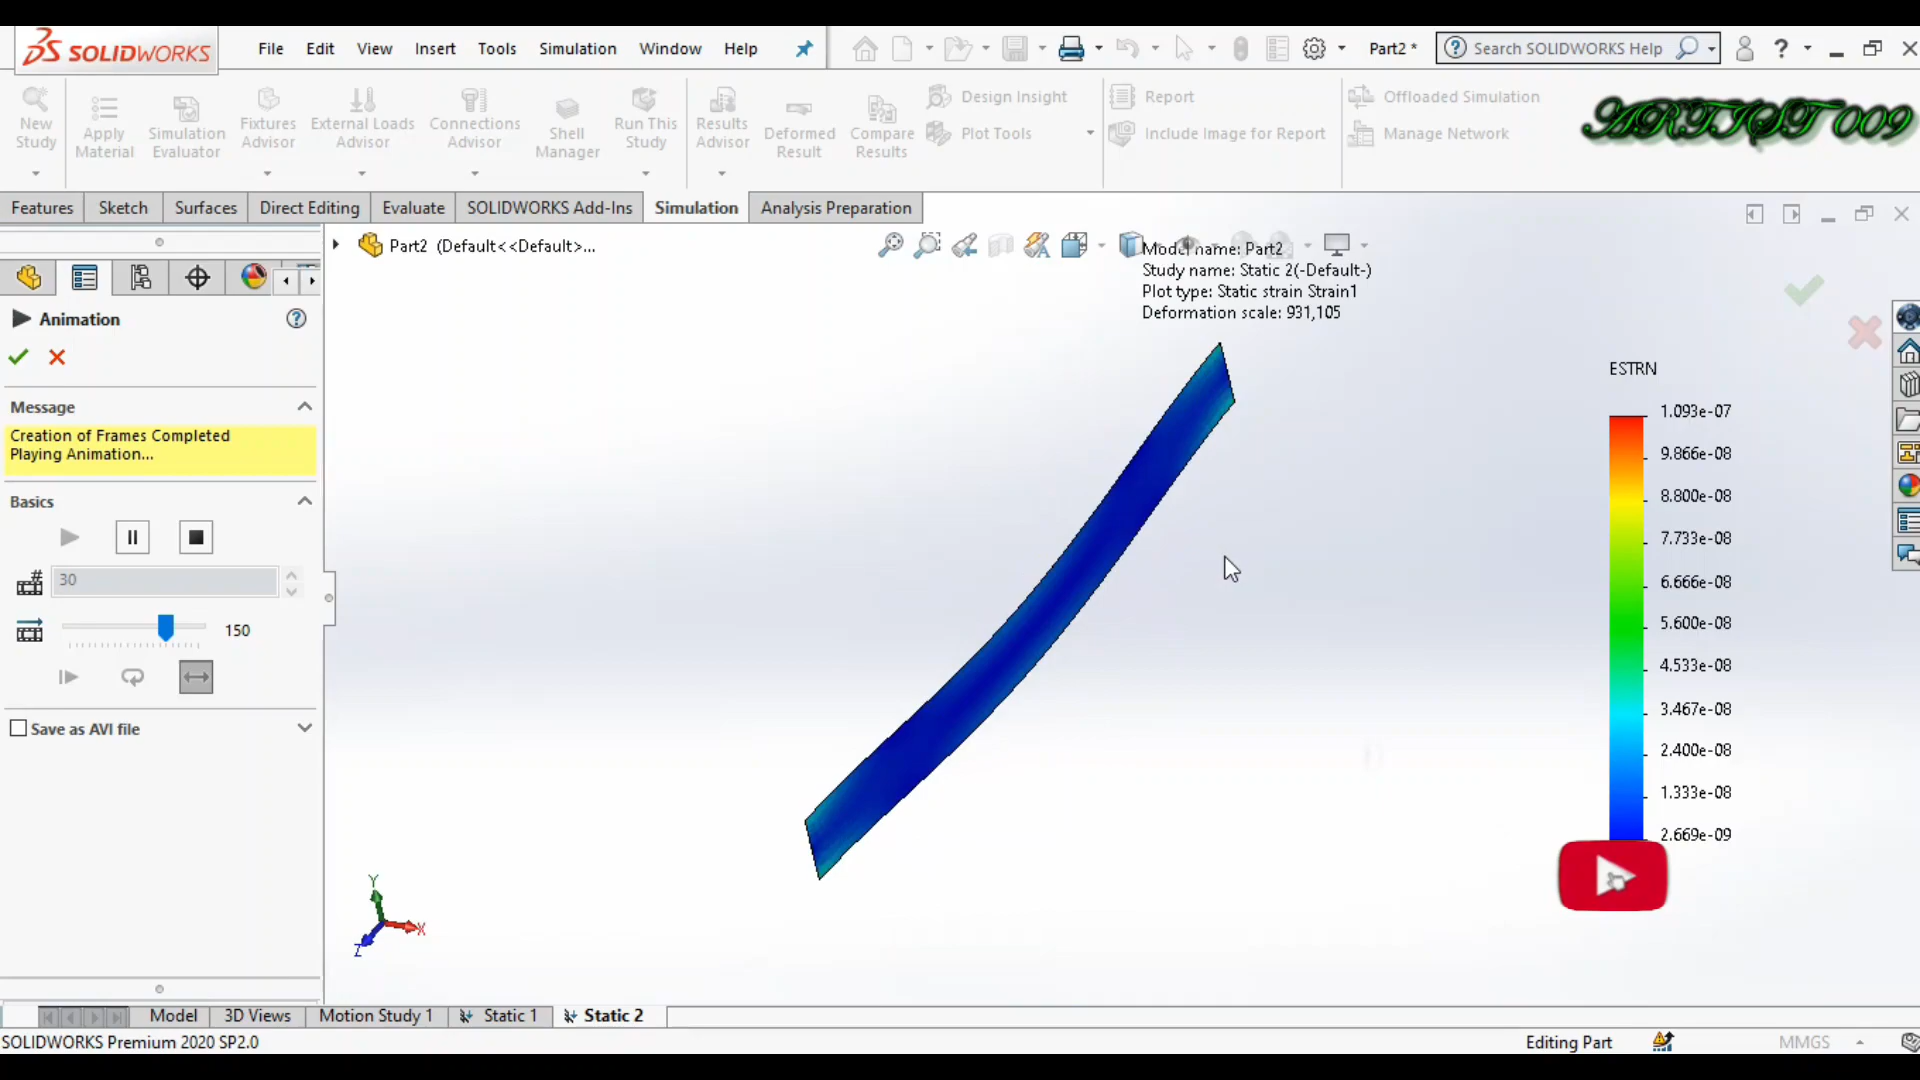 SOLIDWORKS
File Edit View Insert Tools Simulation Window Help
Part2 *
Search SOLIDWORKS Help
New Study
Apply Material
Simulation Evaluator
Fixtures Advisor
External Loads Advisor
Connections Advisor
Shell Manager
Run This Study
Results Advisor
Deformed Result
Compare Results
Design Insight
Plot Tools
Report
Include Image for Report
Offloaded Simulation
Manage Network
ARTIST 009
Features Sketch Surfaces Direct Editing Evaluate SOLIDWORKS Add-Ins Simulation Analysis Preparation
Part2 (Default<<Default>...
Model name: Part2
Study name: Static 2(-Default-)
Plot type: Static strain Strain1
Deformation scale: 931,105
Animation
Message
Creation of Frames Completed
Playing Animation...
Basics
30
150
Save as AVI file
ESTRN
1.093e-07
9.866e-08
8.800e-08
7.733e-08
6.666e-08
5.600e-08
4.533e-08
3.467e-08
2.400e-08
1.333e-08
2.669e-09
Y
X
Z
Model 3D Views Motion Study 1 Static 1 Static 2
SOLIDWORKS Premium 2020 SP2.0
Editing Part
MMGS